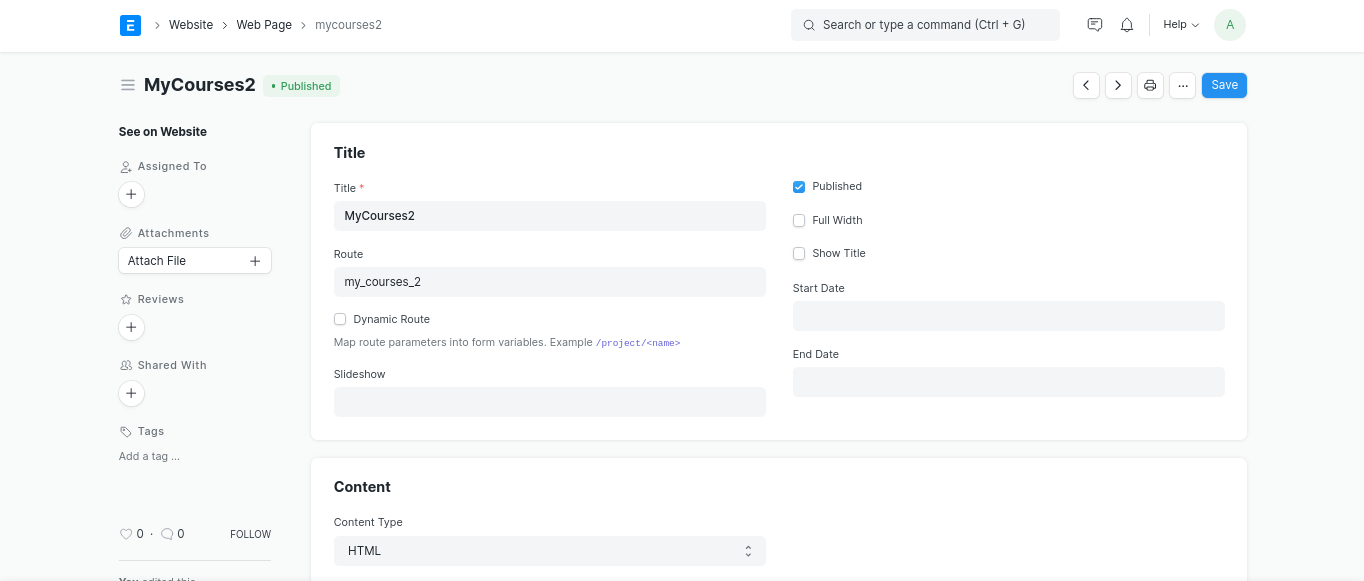 Website
Web Page
mycourses2
Search or type a command (Ctrl + G)
Help
A
MyCourses2
Published
Save
See on Website
Assigned To
Attachments
Attach File
Reviews
Shared With
Tags
Add a tag ...
0 · 0
FOLLOW
You edited this
Title
Title *
MyCourses2
Route
my_courses_2
Dynamic Route
Map route parameters into form variables. Example /project/<name>
Slideshow
Published
Full Width
Show Title
Start Date
End Date
Content
Content Type
HTML